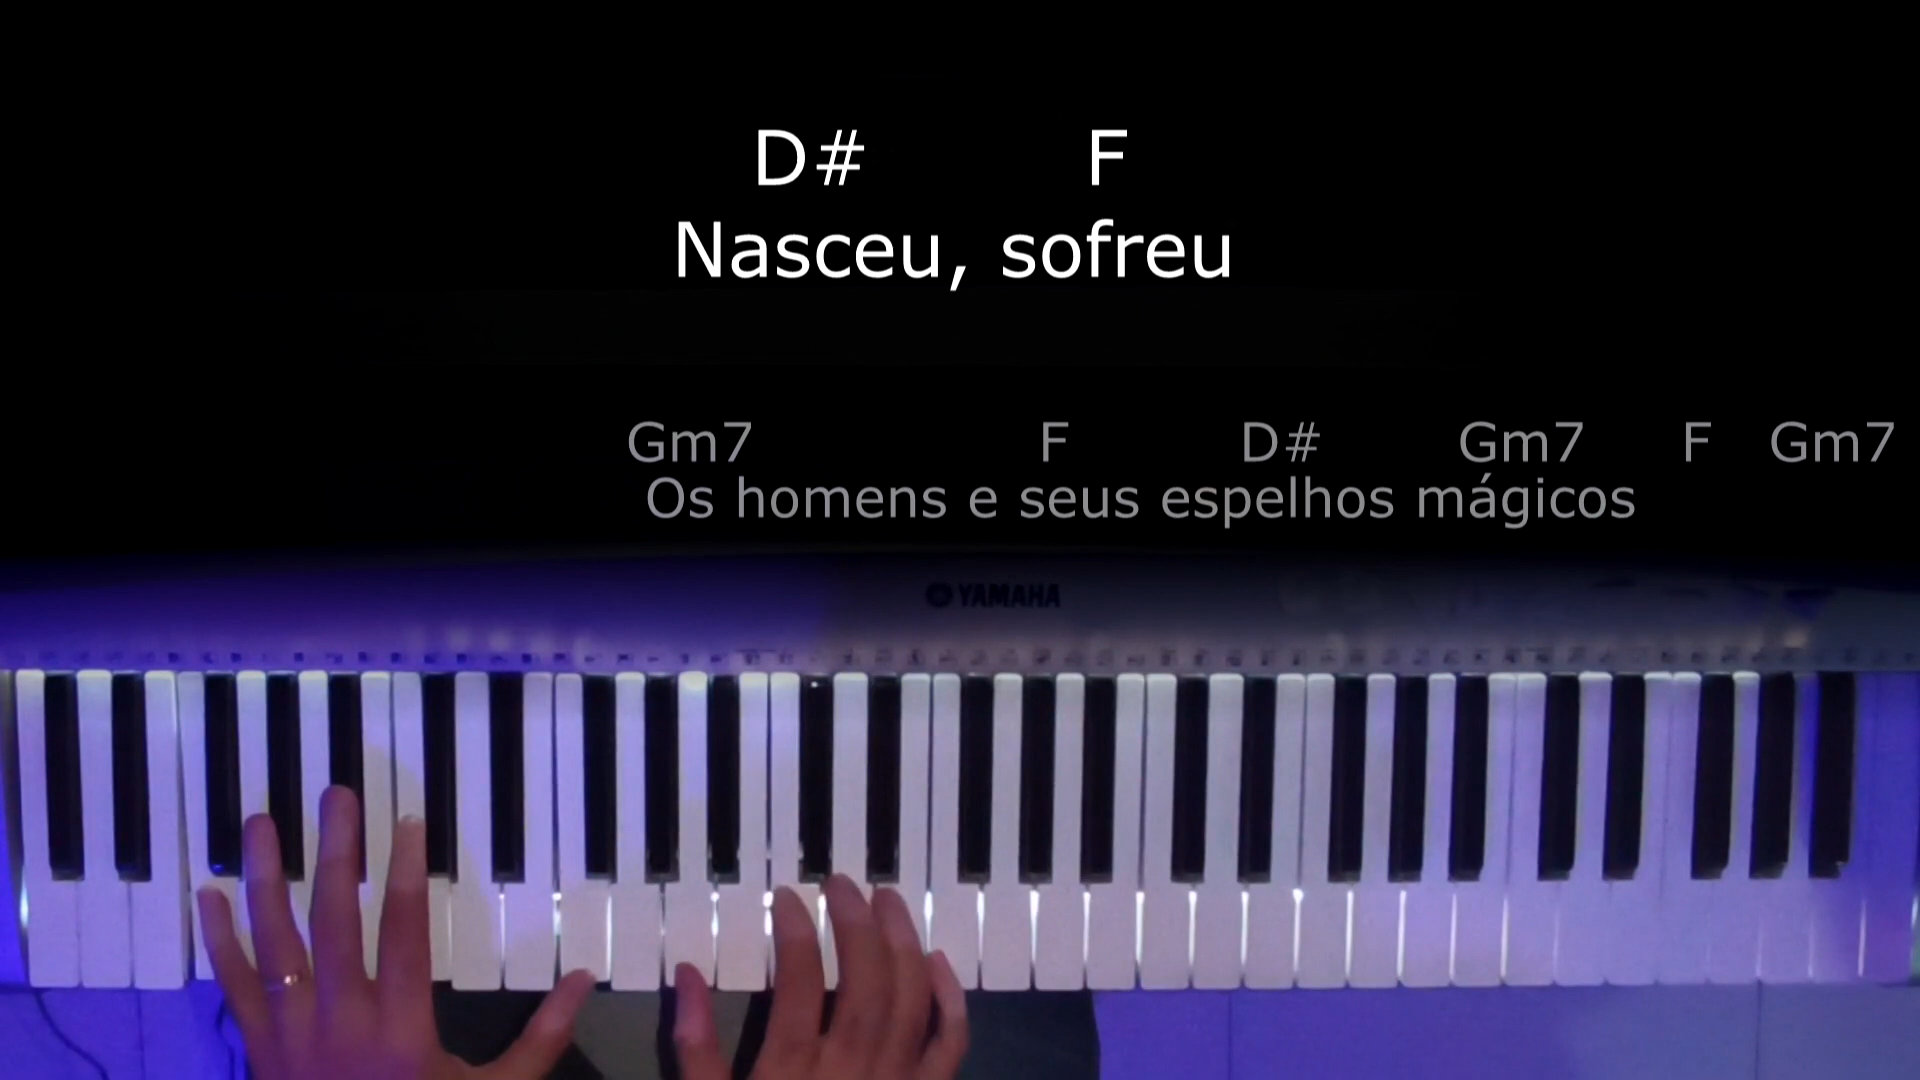 D# F
Nasceu, sofreu
Gm7 F D# Gm7 F Gm7
Os homens e seus espelhos mágicos
YAMAHA